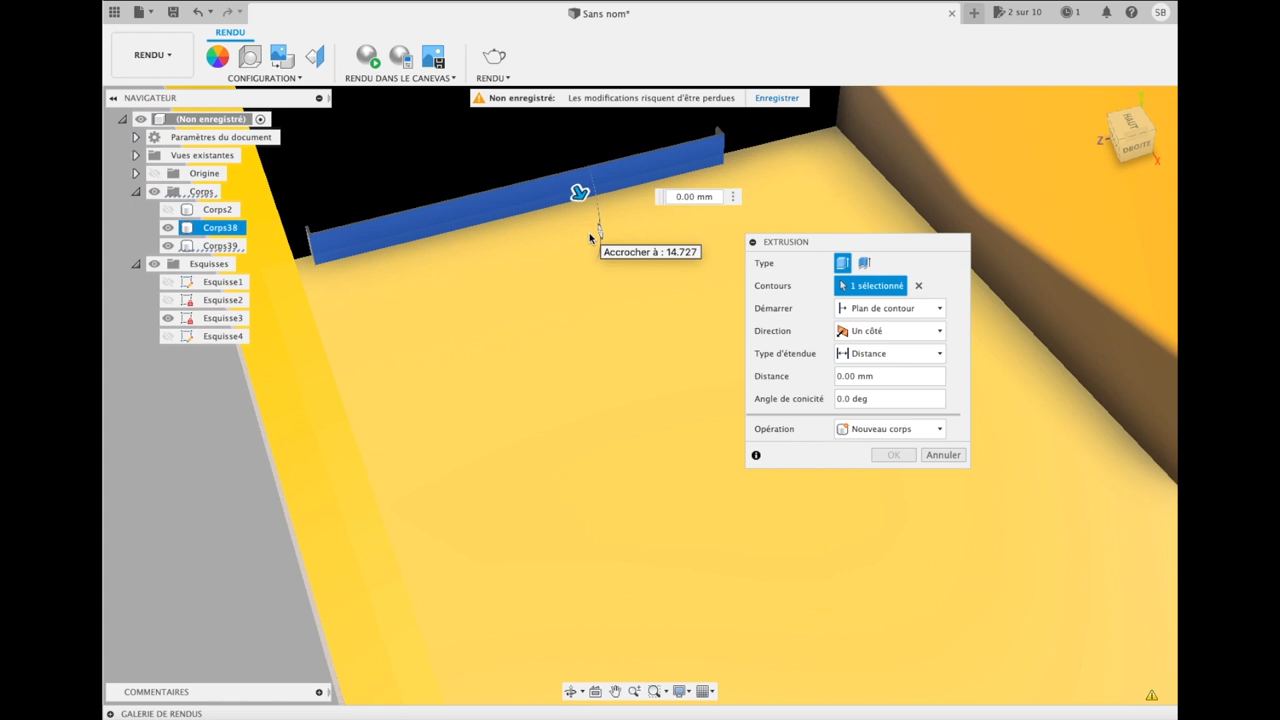 Sans nom*
2 sur 10
1
SB
RENDU
RENDU
CONFIGURATION
RENDU DANS LE CANEVAS
RENDU
NAVIGATEUR
Non enregistré: Les modifications risquent d'être perdues Enregistrer
(Non enregistré)
Paramètres du document
Vues existantes
Origine
Corps
Corps2
Corps38
Corps39
Esquisses
Esquisse1
Esquisse2
Esquisse3
Esquisse4
HAUT
DROITE
Z
X
0.00 mm
Accrocher à : 14.727
EXTRUSION
Type
Contours 1 sélectionné
Démarrer Plan de contour
Direction Un côté
Type d'étendue Distance
Distance 0.00 mm
Angle de conicité 0.0 deg
Opération Nouveau corps
OK Annuler
COMMENTAIRES
GALERIE DE RENDUS